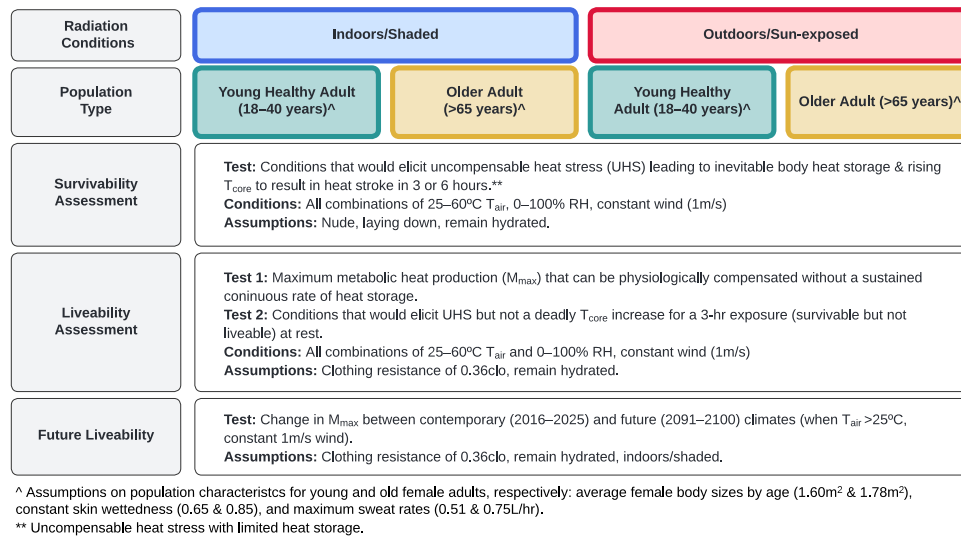 Radiation
Conditions
Indoors/Shaded
Outdoors/Sun-exposed
Population
Type
Young Healthy Adult
(18–40 years)^
Older Adult
(>65 years)^
Young Healthy
Adult (18–40 years)^
Older Adult (>65 years)^
Survivability
Assessment
Test: Conditions that would elicit uncompensable heat stress (UHS) leading to inevitable body heat storage & rising
Tcore to result in heat stroke in 3 or 6 hours.**
Conditions: All combinations of 25–60ºC Tair, 0–100% RH, constant wind (1m/s)
Assumptions: Nude, laying down, remain hydrated.
Liveability
Assessment
Test 1: Maximum metabolic heat production (Mmax) that can be physiologically compensated without a sustained
coninuous rate of heat storage.
Test 2: Conditions that would elicit UHS but not a deadly Tcore increase for a 3-hr exposure (survivable but not
liveable) at rest.
Conditions: All combinations of 25–60ºC Tair and 0–100% RH, constant wind (1m/s)
Assumptions: Clothing resistance of 0.36clo, remain hydrated.
Future Liveability
Test: Change in Mmax between contemporary (2016–2025) and future (2091–2100) climates (when Tair >25ºC,
constant 1m/s wind).
Assumptions: Clothing resistance of 0.36clo, remain hydrated, indoors/shaded.
^ Assumptions on population characteristcs for young and old female adults, respectively: average female body sizes by age (1.60m² & 1.78m²),
constant skin wettedness (0.65 & 0.85), and maximum sweat rates (0.51 & 0.75L/hr).
** Uncompensable heat stress with limited heat storage.